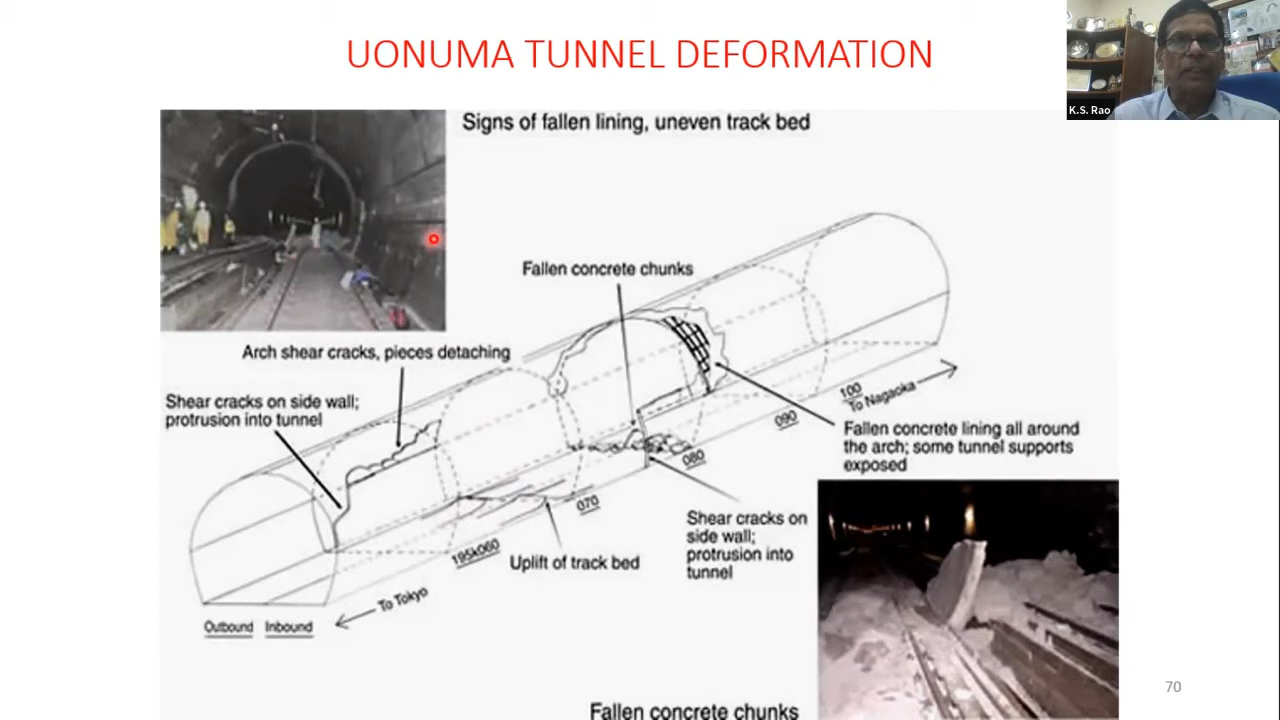 UONUMA TUNNEL DEFORMATION
K.S. Rao
Signs of fallen lining, uneven track bed
Fallen concrete chunks
Arch shear cracks, pieces detaching
Shear cracks on side wall;
protrusion into tunnel
100
To Nagaoka
090
Fallen concrete lining all around
the arch; some tunnel supports
exposed
080
070
Shear cracks on
side wall;
protrusion into
tunnel
195k060
Uplift of track bed
To Tokyo
Outbound Inbound
70
Fallen concrete chunks